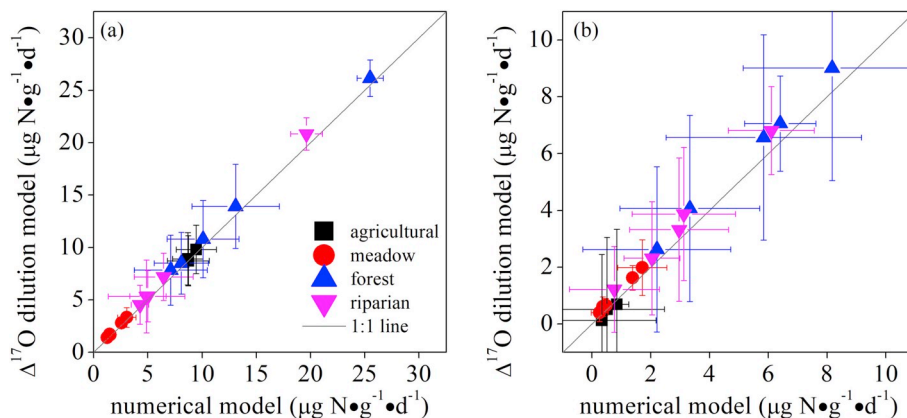 (a)
30
25
20
15
10
5
0
0 5 10 15 20 25 30
Δ¹⁷O dilution model (µg N•g⁻¹•d⁻¹)
numerical model (µg N•g⁻¹•d⁻¹)
agricultural
meadow
forest
riparian
1:1 line
(b)
10
8
6
4
2
0
0 2 4 6 8 10
Δ¹⁷O dilution model (µg N•g⁻¹•d⁻¹)
numerical model (µg N•g⁻¹•d⁻¹)